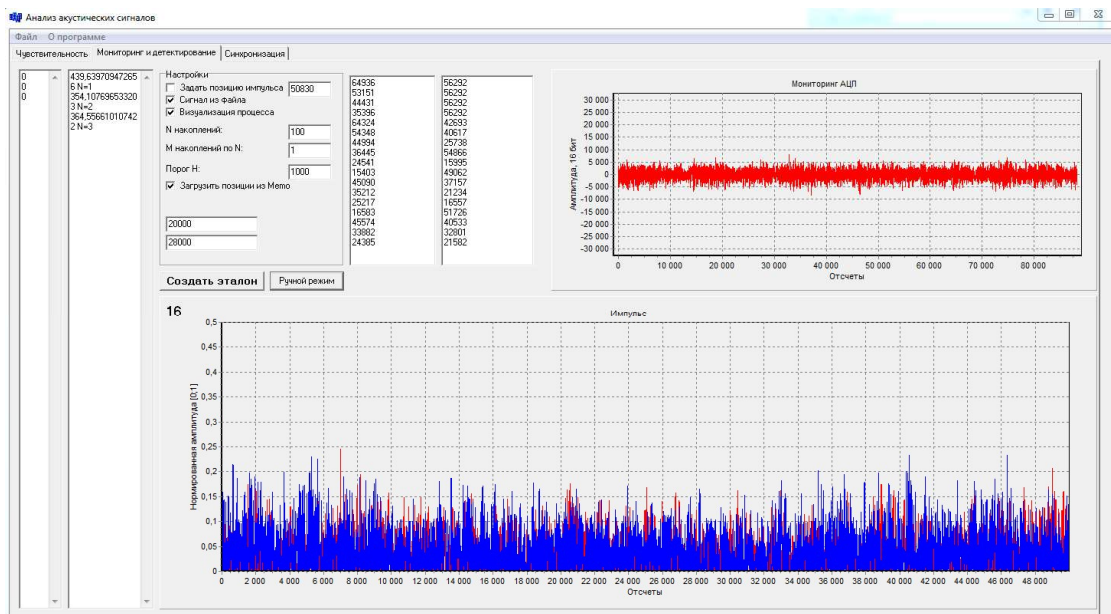 Анализ акустических сигналов
Файл О программе
Чувствительность Мониторинг и детектирование Синхронизация
0
0
0
439,63970947265
6 N=1
354,10769653320
3 N=2
364,55661010742
2 N=3
Настройки
Задать позицию импульса 50830
Сигнал из файла
Визуализация процесса
N накоплений: 100
M накоплений по N: 1
Порог H: 1000
Загрузить позиции из Memo
20000
28000
Создать эталон Ручной режим
64936
53151
44431
35396
64324
54348
44994
36445
24541
15403
45090
35212
25217
16583
45574
33882
24385
56292
56292
56292
56292
42693
40617
25738
54866
15995
49062
37157
21234
16557
51726
40533
32801
21582
Мониторинг АЦП
Амплитуда, 16 бит
30 000
25 000
20 000
15 000
10 000
5 000
0
-5 000
-10 000
-15 000
-20 000
-25 000
-30 000
0 10 000 20 000 30 000 40 000 50 000 60 000 70 000 80 000
Отсчеты
16
Импульс
Нормированная амплитуда [0;1]
0,5
0,45
0,4
0,35
0,3
0,25
0,2
0,15
0,1
0,05
0
0 2 000 4 000 6 000 8 000 10 000 12 000 14 000 16 000 18 000 20 000 22 000 24 000 26 000 28 000 30 000 32 000 34 000 36 000 38 000 40 000 42 000 44 000 46 000 48 000
Отсчеты